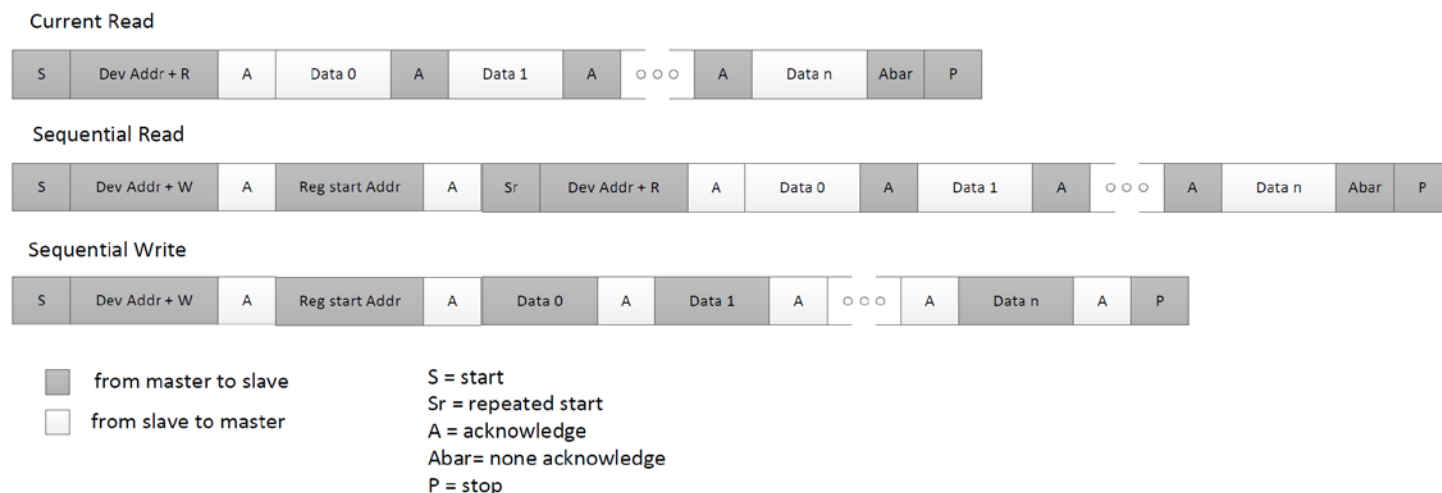 Current Read
S Dev Addr + R A Data 0 A Data 1 A A Data n Abar P
Sequential Read
S Dev Addr + W A Reg start Addr A Sr Dev Addr + R A Data 0 A Data 1 A A Data n Abar P
Sequential Write
S Dev Addr + W A Reg start Addr A Data 0 A Data 1 A A Data n A P
from master to slave
from slave to master
S = start
Sr = repeated start
A = acknowledge
Abar= none acknowledge
P = stop